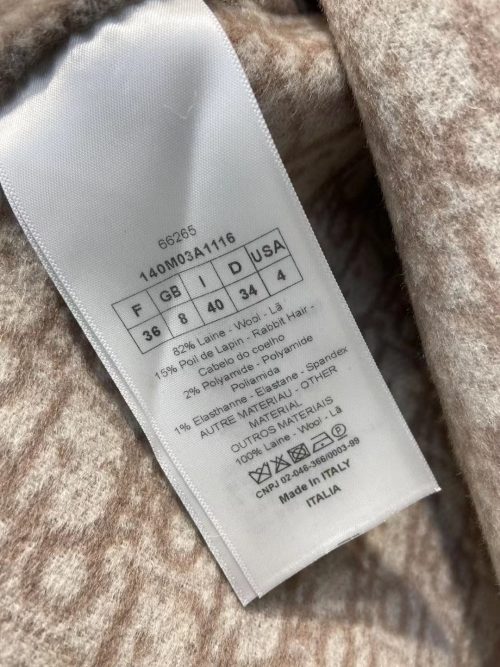 66265
140M03A1116
F GB I D USA
36 8 40 34 4
82% Laine - Wool - Lã
15% Poil de Lapin - Rabbit Hair -
Cabelo do coelho
2% Polyamide - Polyamide
Poliamida
1% Elasthanne - Elastane - Spandex
AUTRE MATERIAU - OTHER
MATERIAL
OUTROS MATERIAIS
100% Laine - Wool - Lã
CNPJ 02-046-366/0003-99
Made in ITALY
ITALIA